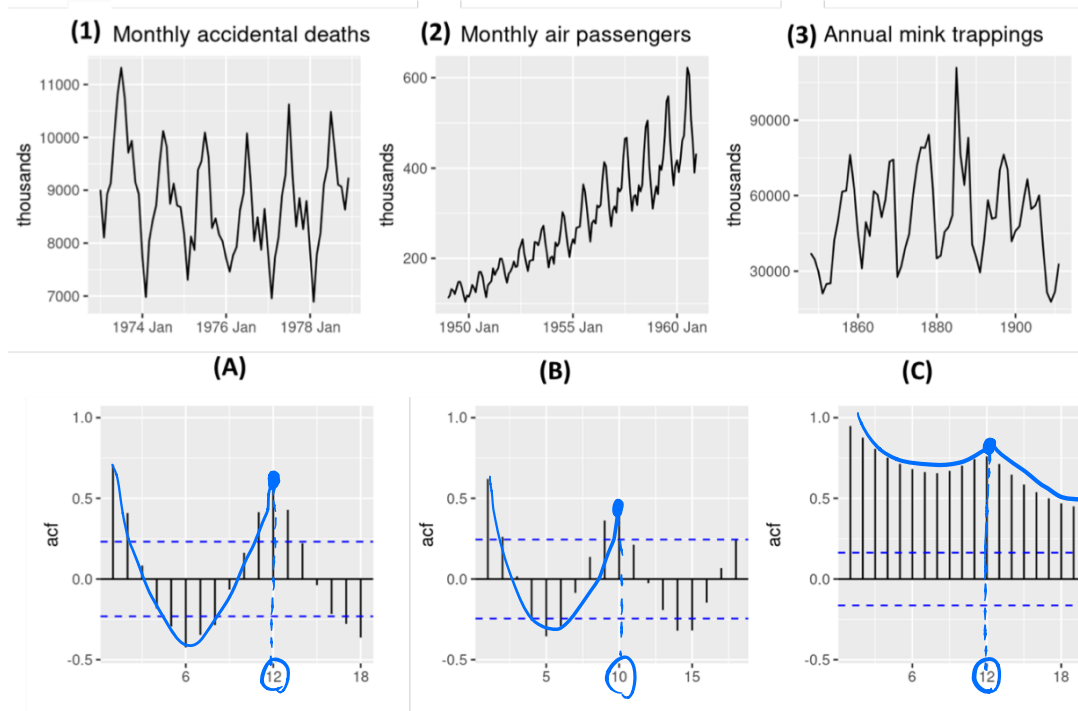 (1) Monthly accidental deaths
(2) Monthly air passengers
(3) Annual mink trappings
thousands
11000
10000
9000
8000
7000
1974 Jan 1976 Jan 1978 Jan
thousands
600
400
200
1950 Jan 1955 Jan 1960 Jan
thousands
90000
60000
30000
1860 1880 1900
(A)
(B)
(C)
acf
1.0
0.5
0.0
-0.5
6 12 18
acf
1.0
0.5
0.0
-0.5
5 10 15
acf
1.0
0.5
0.0
-0.5
6 12 18